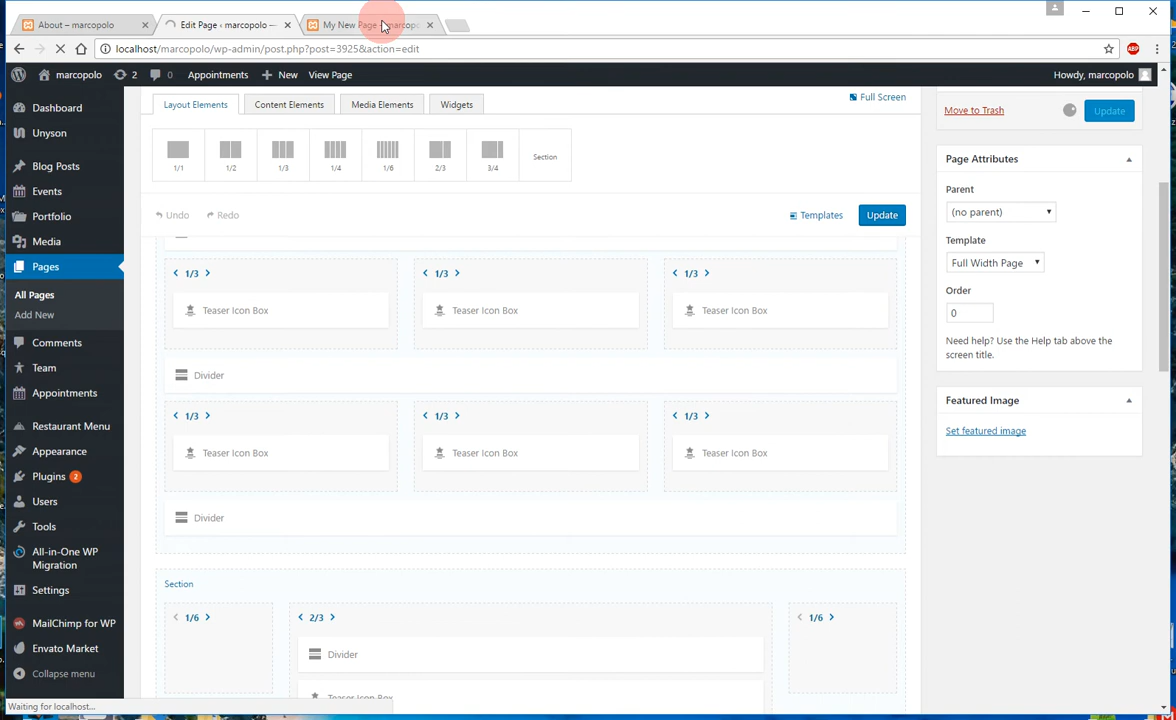 About – marcopolo
Edit Page ‹ marcopolo —
My New Page – marcop
localhost/marcopolo/wp-admin/post.php?post=3925&action=edit
ABP
marcopolo
2
0
Appointments
New
View Page
Howdy, marcopolo
Dashboard
Unyson
Blog Posts
Events
Portfolio
Media
Pages
All Pages
Add New
Comments
Team
Appointments
Restaurant Menu
Appearance
Plugins 2
Users
Tools
All-in-One WP
Migration
Settings
MailChimp for WP
Envato Market
Collapse menu
Layout Elements
Content Elements
Media Elements
Widgets
Full Screen
1/1
1/2
1/3
1/4
1/6
2/3
3/4
Section
Undo
Redo
Templates
Update
< 1/3 >
< 1/3 >
< 1/3 >
Teaser Icon Box
Teaser Icon Box
Teaser Icon Box
Divider
< 1/3 >
< 1/3 >
< 1/3 >
Teaser Icon Box
Teaser Icon Box
Teaser Icon Box
Divider
Section
< 1/6 >
< 2/3 >
< 1/6 >
Divider
Teaser Icon Box
Move to Trash
Update
Page Attributes
Parent
(no parent)
Template
Full Width Page
Order
0
Need help? Use the Help tab above the
screen title.
Featured Image
Set featured image
Waiting for localhost...